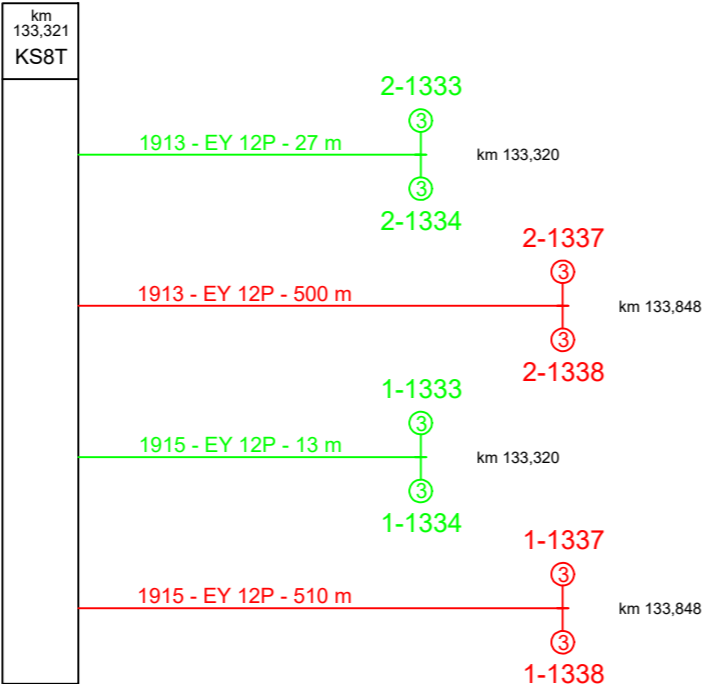 km
133,321
KS8T
2-1333
3
1913 - EY 12P - 27 m
km 133,320
3
2-1334
2-1337
3
1913 - EY 12P - 500 m
km 133,848
3
2-1338
1-1333
3
1915 - EY 12P - 13 m
km 133,320
3
1-1334
1-1337
3
1915 - EY 12P - 510 m
km 133,848
3
1-1338